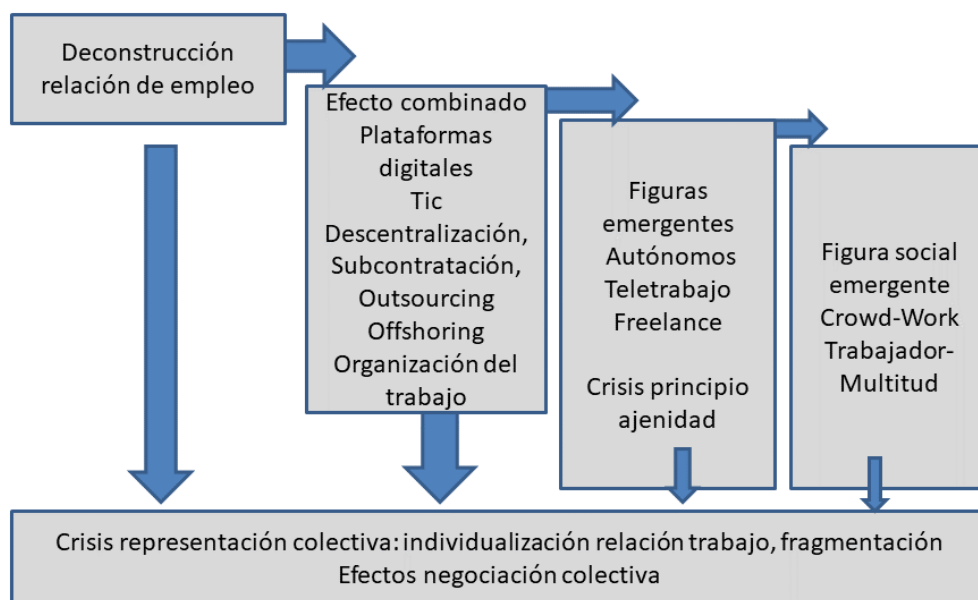 Deconstrucción
relación de empleo
Efecto combinado
Plataformas
digitales
Tic
Descentralización,
Subcontratación,
Outsourcing
Offshoring
Organización del
trabajo
Figuras
emergentes
Autónomos
Teletrabajo
Freelance
Crisis principio
ajenidad
Figura social
emergente
Crowd-Work
Trabajador-
Multitud
Crisis representación colectiva: individualización relación trabajo, fragmentación
Efectos negociación colectiva